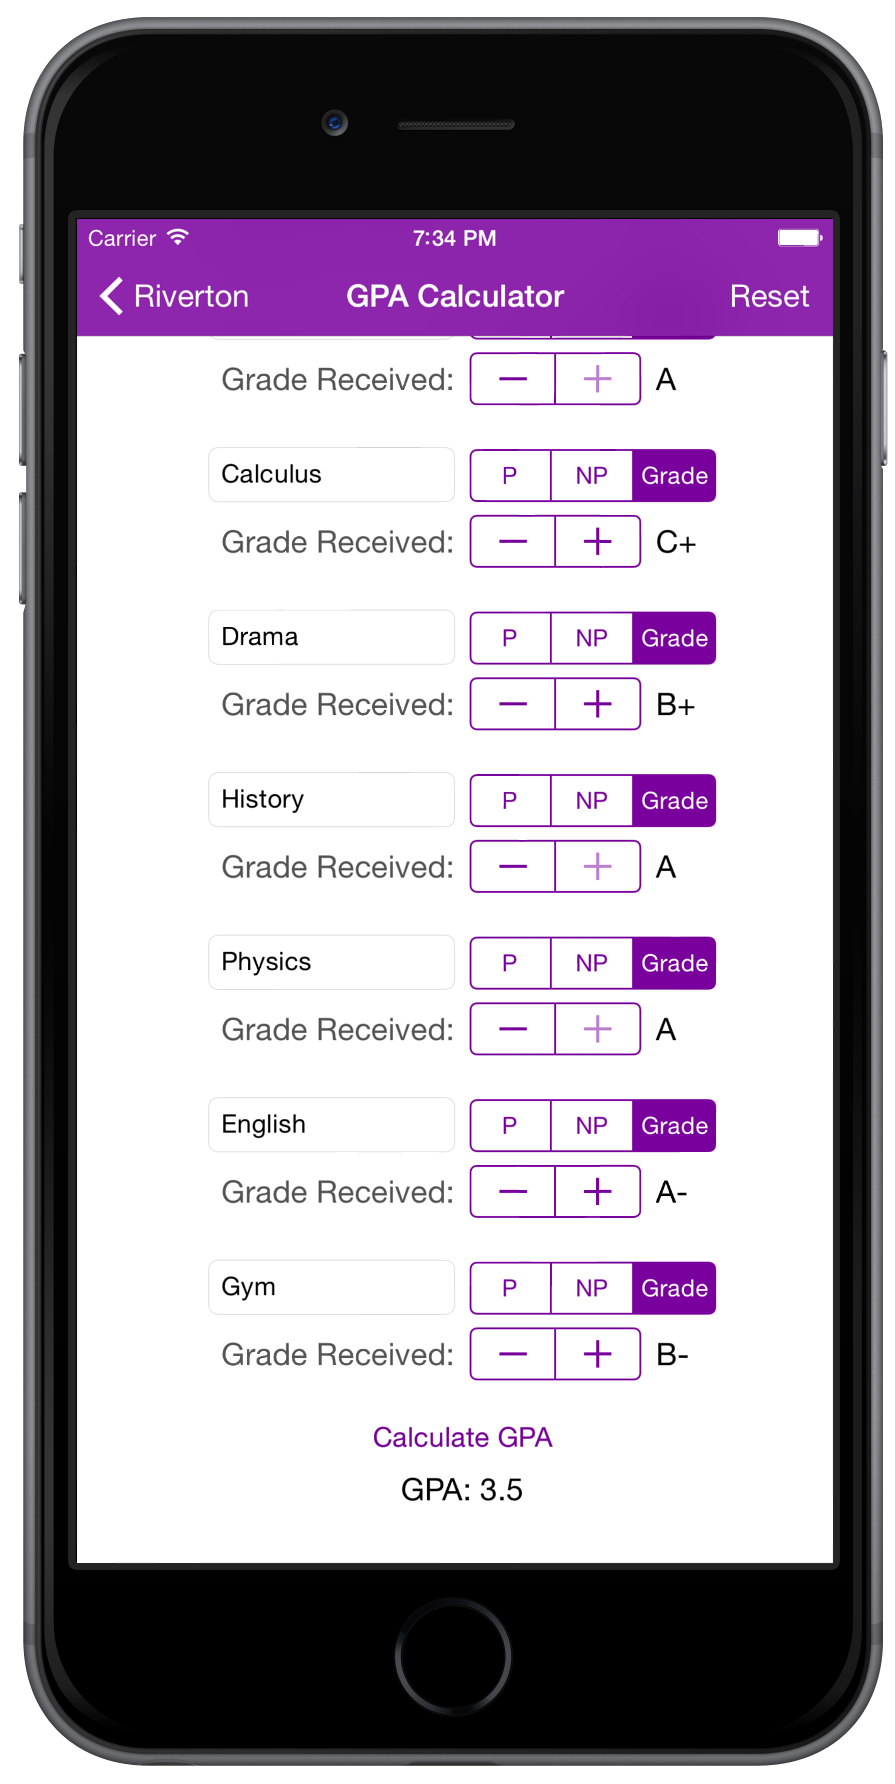 Carrier 7:34 PM
Riverton GPA Calculator Reset
Grade Received: A
Calculus P NP Grade
Grade Received: C+
Drama P NP Grade
Grade Received: B+
History P NP Grade
Grade Received: A
Physics P NP Grade
Grade Received: A
English P NP Grade
Grade Received: A-
Gym P NP Grade
Grade Received: B-
Calculate GPA
GPA: 3.5